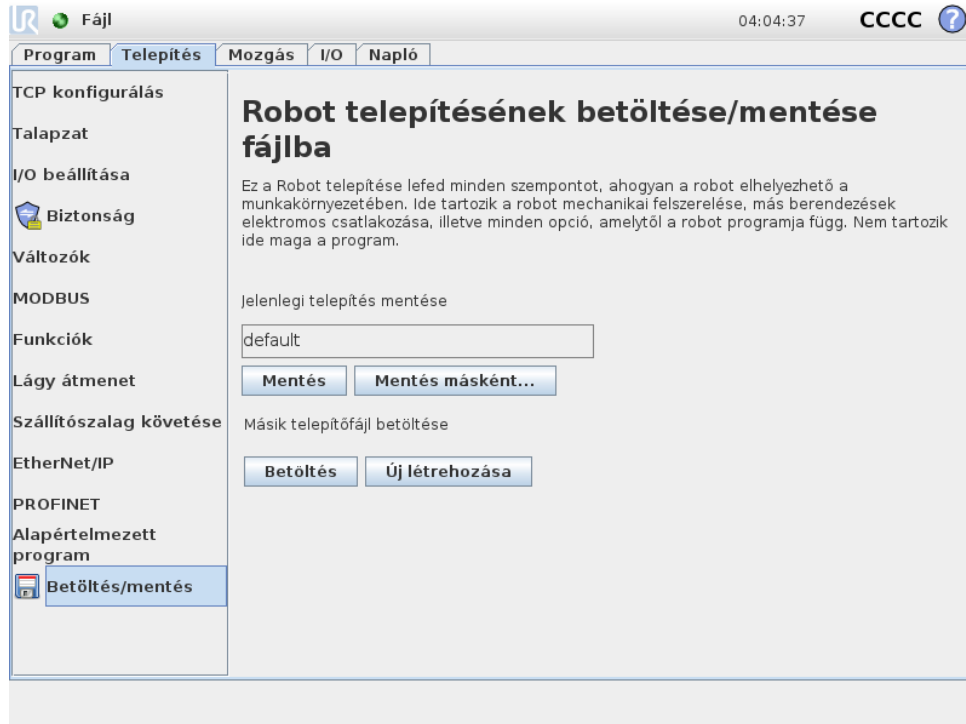 UR Fájl 04:04:37 CCCC ?
Program Telepítés Mozgás I/O Napló
TCP konfigurálás
Talapzat
I/O beállítása
Biztonság
Változók
MODBUS
Funkciók
Lágy átmenet
Szállítószalag követése
EtherNet/IP
PROFINET
Alapértelmezett
program
Betöltés/mentés
Robot telepítésének betöltése/mentése
fájlba
Ez a Robot telepítése lefed minden szempontot, ahogyan a robot elhelyezhető a
munkakörnyezetében. Ide tartozik a robot mechanikai felszerelése, más berendezések
elektromos csatlakozása, illetve minden opció, amelytől a robot programja függ. Nem tartozik
ide maga a program.
Jelenlegi telepítés mentése
default
Mentés Mentés másként...
Másik telepítőfájl betöltése
Betöltés Új létrehozása